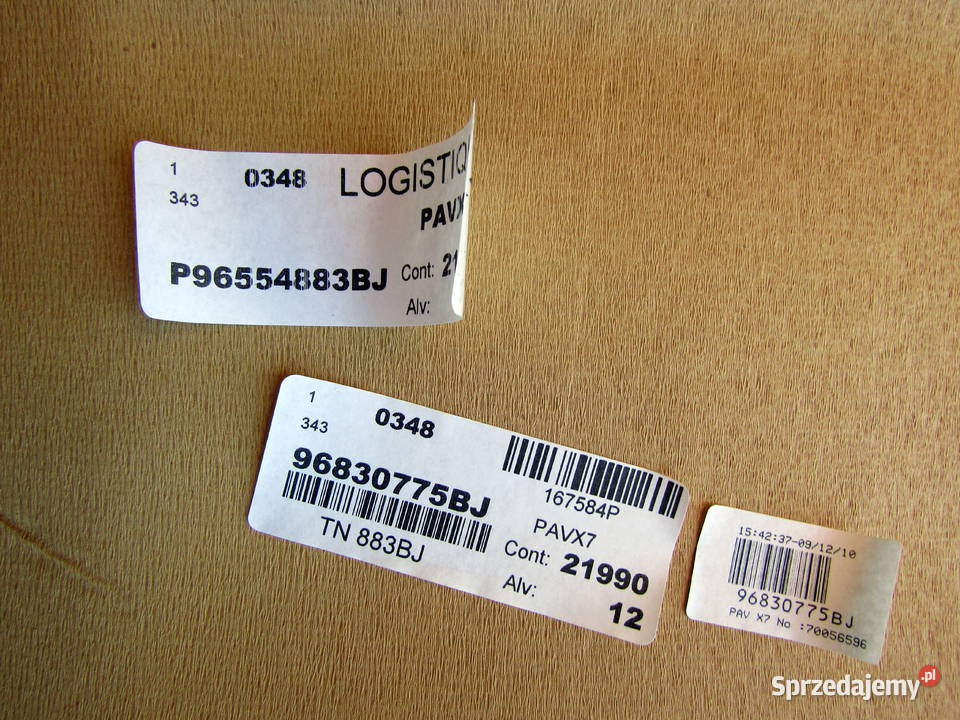 1 0348 LOGISTIQ
343
PAVX
P96554883BJ Cont: 21
Alv:
1 0348
343
96830775BJ
167584P
TN 883BJ
PAVX7
Cont: 21990
Alv: 12
15:42:37-09/12/10
96830775BJ
PAV X7 No :70056596
Sprzedajemy.pl